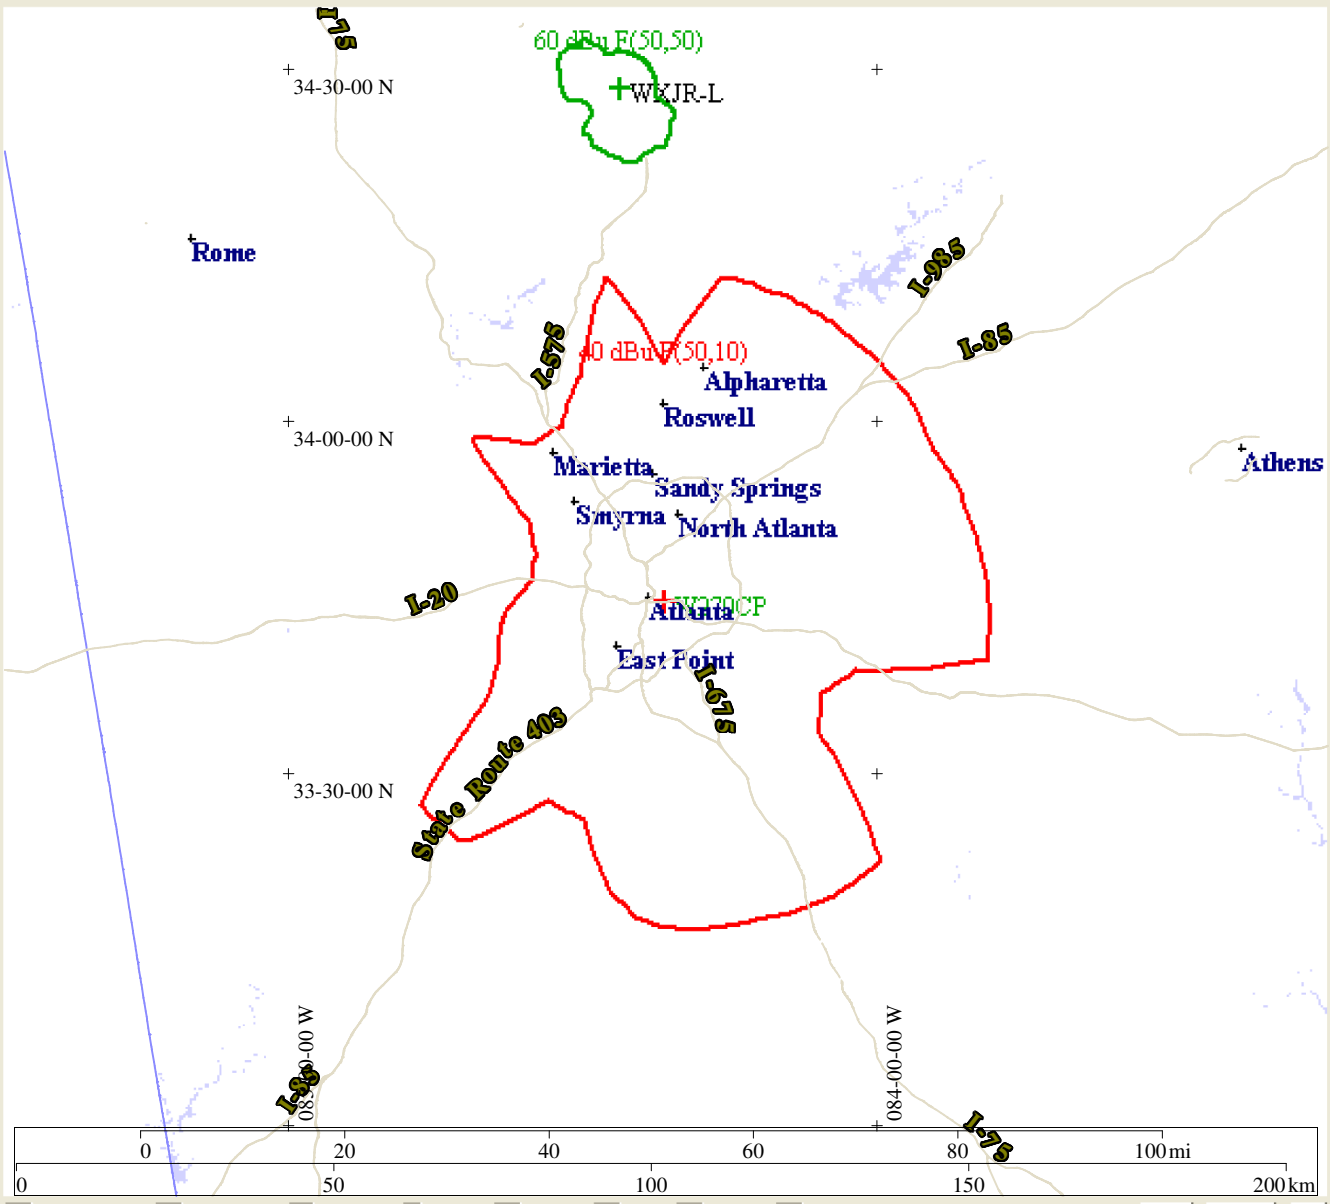 I 75
60 dBu F(50,50)
34-30-00 N
WKJR-L
Rome
I-985
I-575
I-85
40 dBu F(50,10)
Alpharetta
Roswell
34-00-00 N
Marietta
Athens
Sandy Springs
Smyrna
North Atlanta
I-20
Atlanta
East Point
I-675
State Route 403
33-30-00 N
I-85
084-00-00 W
I-75
0 20 40 60 80 100 mi
0 50 100 150 200 km